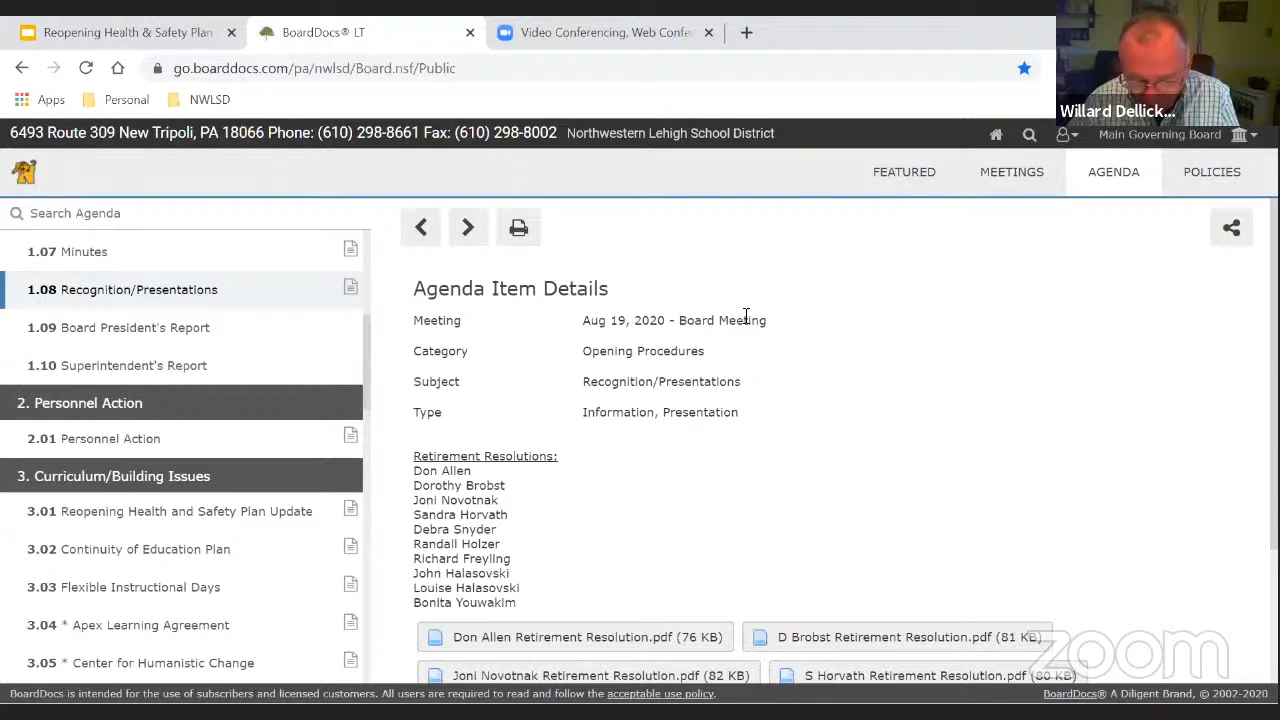 Reopening Health & Safety Plan
BoardDocs® LT
Video Conferencing, Web Confe
go.boarddocs.com/pa/nwlsd/Board.nsf/Public
Apps Personal NWLSD
Willard Dellick...
6493 Route 309 New Tripoli, PA 18066 Phone: (610) 298-8661 Fax: (610) 298-8002 Northwestern Lehigh School District
Main Governing Board
FEATURED MEETINGS AGENDA POLICIES
Search Agenda
1.07 Minutes
1.08 Recognition/Presentations
1.09 Board President's Report
1.10 Superintendent's Report
2. Personnel Action
2.01 Personnel Action
3. Curriculum/Building Issues
3.01 Reopening Health and Safety Plan Update
3.02 Continuity of Education Plan
3.03 Flexible Instructional Days
3.04 * Apex Learning Agreement
3.05 * Center for Humanistic Change
Agenda Item Details
Meeting Aug 19, 2020 - Board Meeting
Category Opening Procedures
Subject Recognition/Presentations
Type Information, Presentation
Retirement Resolutions:
Don Allen
Dorothy Brobst
Joni Novotnak
Sandra Horvath
Debra Snyder
Randall Holzer
Richard Freyling
John Halasovski
Louise Halasovski
Bonita Youwakim
Don Allen Retirement Resolution.pdf (76 KB)
D Brobst Retirement Resolution.pdf (81 KB)
Joni Novotnak Retirement Resolution.pdf (82 KB)
S Horvath Retirement Resolution.pdf (80 KB)
zoom
BoardDocs is intended for the use of subscribers and licensed customers. All users are required to read and follow the acceptable use policy.
BoardDocs® A Diligent Brand, © 2002-2020